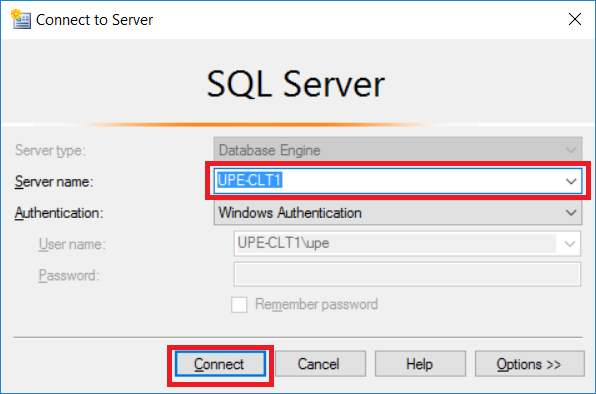 Connect to Server
SQL Server
Server type: Database Engine
Server name: UPE-CLT1
Authentication: Windows Authentication
User name: UPE-CLT1\upe
Password:
Remember password
Connect Cancel Help Options >>